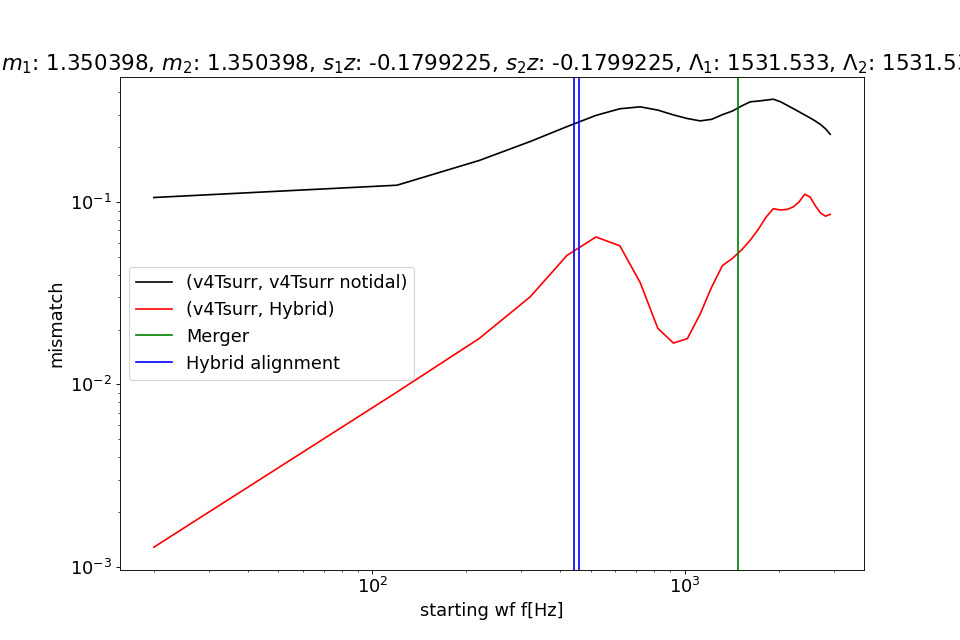 m₁: 1.350398, m₂: 1.350398, s₁z: -0.1799225, s₂z: -0.1799225, Λ₁: 1531.533, Λ₂: 1531.53
10⁻¹
10⁻²
10⁻³
mismatch
(v4Tsurr, v4Tsurr notidal)
(v4Tsurr, Hybrid)
Merger
Hybrid alignment
10²
10³
starting wf f[Hz]